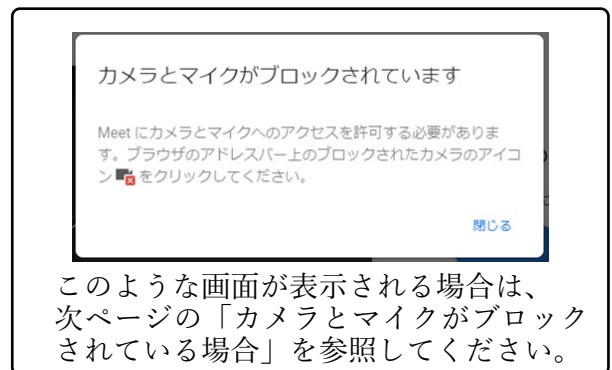 カメラとマイクがブロックされています
Meet にカメラとマイクへのアクセスを許可する必要がありま
す。ブラウザのアドレスバー上のブロックされたカメラのアイコ
ン をクリックしてください。
閉じる
このような画面が表示される場合は、
次ページの「カメラとマイクがブロック
されている場合」を参照してください。